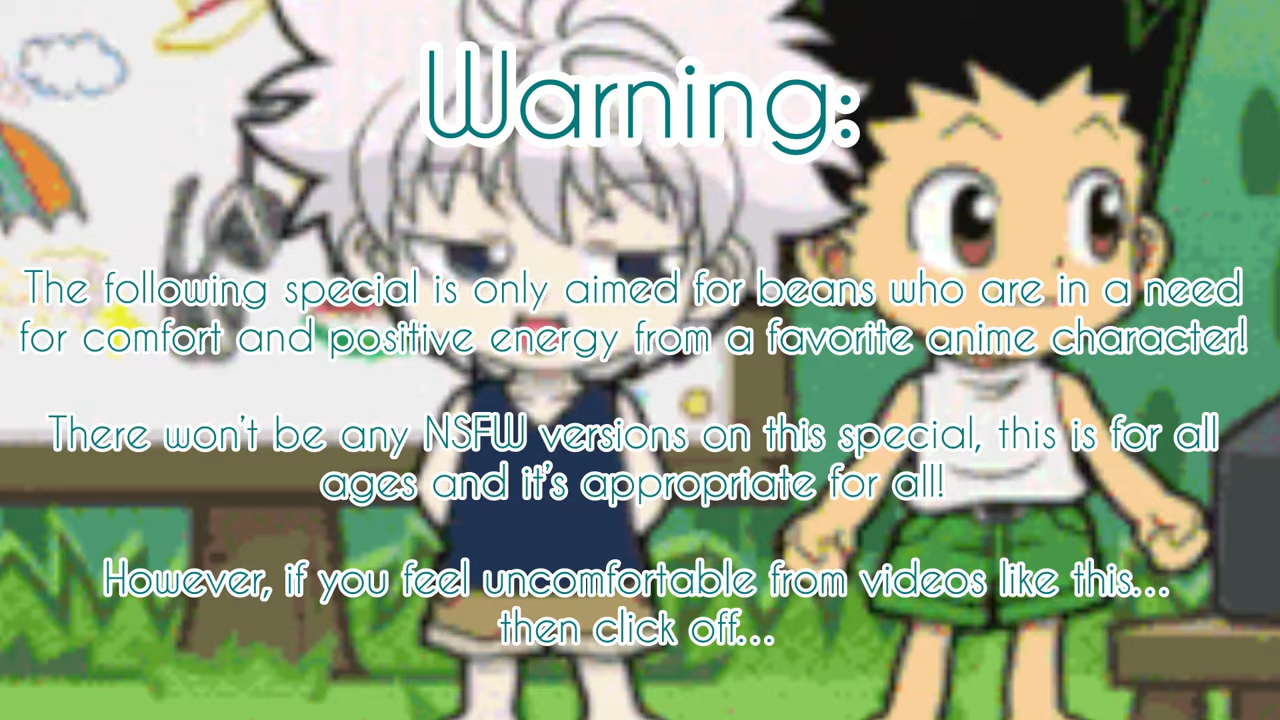 Warning:
The following special is only aimed for beans who are in a need
for comfort and positive energy from a favorite anime character!
There won't be any NSFW versions on this special, this is for all
ages and it's appropriate for all!
However, if you feel uncomfortable from videos like this...
then click off...